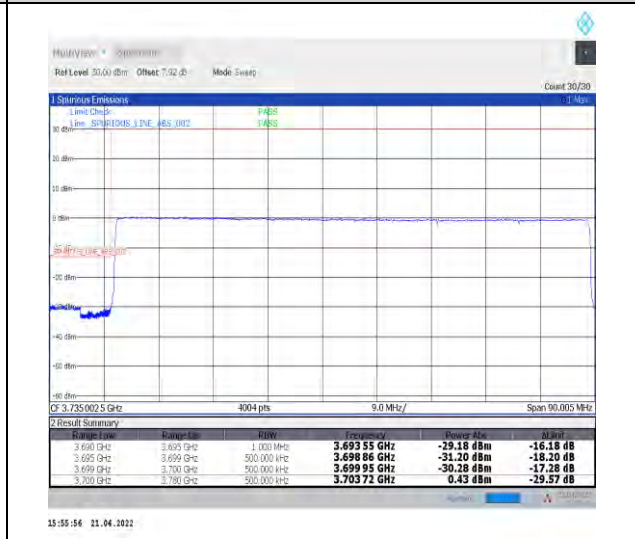 MultiView Spectrum
Ref Level 30.00 dBm Offset 7.92 dB Mode Sweep
Count 30/30
1 Spurious Emissions
Limit Check PASS
Line _SPURIOUS_LINE_ABS_002 PASS
30 dBm
20 dBm
10 dBm
0 dBm
-20 dBm
-30 dBm
-40 dBm
-50 dBm
CF 3.735 002 5 GHz 4004 pts 9.0 MHz/ Span 90.005 MHz
2 Result Summary
Range Low Range Up RBW Frequency Power Abs ΔLimit
3.690 GHz 3.695 GHz 1.000 MHz 3.693 55 GHz -29.18 dBm -16.18 dB
3.695 GHz 3.699 GHz 500.000 kHz 3.698 86 GHz -31.20 dBm -18.20 dB
3.699 GHz 3.700 GHz 500.000 kHz 3.699 95 GHz -30.28 dBm -17.28 dB
3.700 GHz 3.780 GHz 500.000 kHz 3.703 72 GHz 0.43 dBm -29.57 dB
15:55:56 21.04.2022